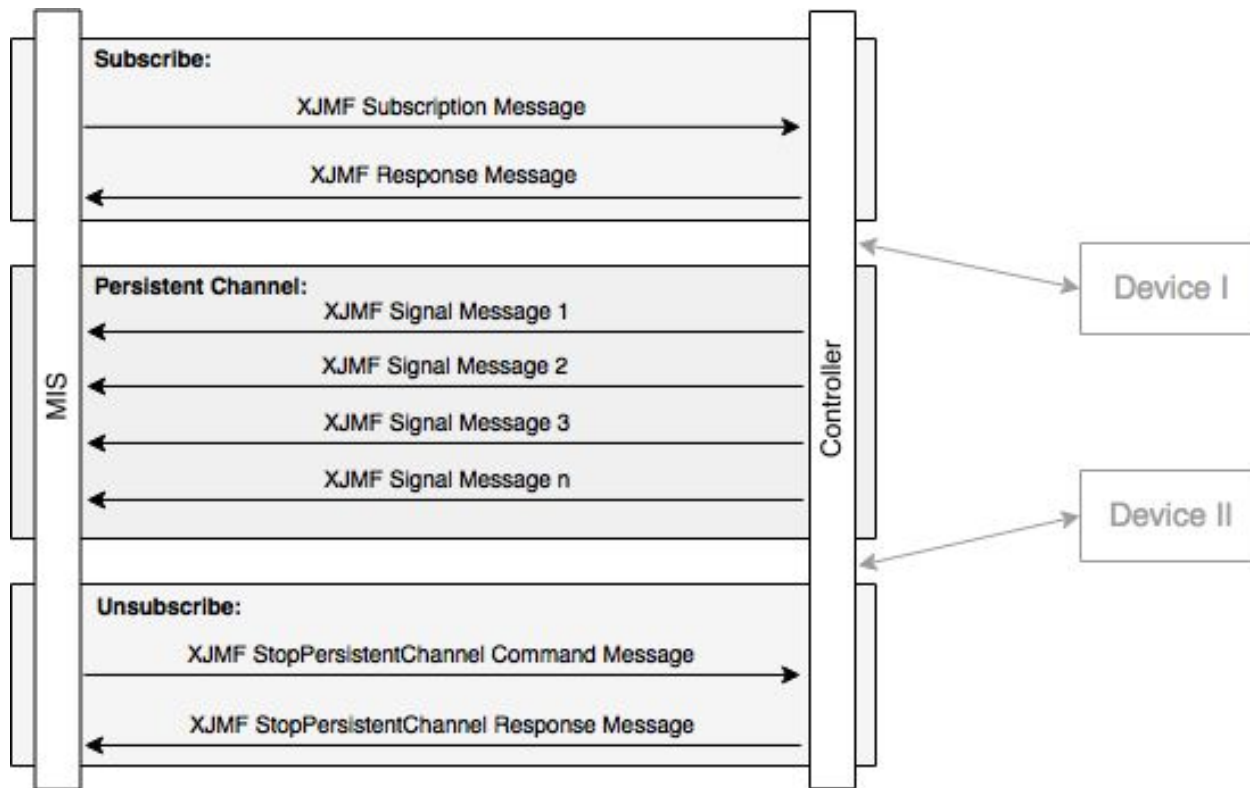 Subscribe:
XJMF Subscription Message
XJMF Response Message
Persistent Channel:
XJMF Signal Message 1
XJMF Signal Message 2
XJMF Signal Message 3
XJMF Signal Message n
Unsubscribe:
XJMF StopPersistentChannel Command Message
XJMF StopPersistentChannel Response Message
MIS
Controller
Device I
Device II